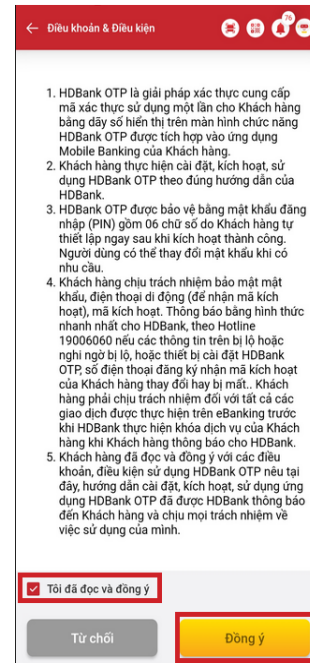 Điều khoản & Điều kiện
76
1. HDBank OTP là giải pháp xác thực cung cấp
mã xác thực sử dụng một lần cho Khách hàng
bằng dãy số hiển thị trên màn hình chức năng
HDBank OTP được tích hợp vào ứng dụng
Mobile Banking của Khách hàng.
2. Khách hàng thực hiện cài đặt, kích hoạt, sử
dụng HDBank OTP theo đúng hướng dẫn của
HDBank.
3. HDBank OTP được bảo vệ bằng mật khẩu đăng
nhập (PIN) gồm 06 chữ số do Khách hàng tự
thiết lập ngay sau khi kích hoạt thành công.
Người dùng có thể thay đổi mật khẩu khi có
nhu cầu.
4. Khách hàng chịu trách nhiệm bảo mật mật
khẩu, điện thoại di động (để nhận mã kích
hoạt), mã kích hoạt. Thông báo bằng hình thức
nhanh nhất cho HDBank, theo Hotline
19006060 nếu các thông tin trên bị lộ hoặc
nghi ngờ bị lộ, hoặc thiết bị cài đặt HDBank
OTP, số điện thoại đăng ký nhận mã kích hoạt
của Khách hàng thay đổi hay bị mất.. Khách
hàng phải chịu trách nhiệm đối với tất cả các
giao dịch được thực hiện trên eBanking trước
khi HDBank thực hiện khóa dịch vụ của Khách
hàng khi Khách hàng thông báo cho HDBank.
5. Khách hàng đã đọc và đồng ý với các điều
khoản, điều kiện sử dụng HDBank OTP nêu tại
đây, hướng dẫn cài đặt, kích hoạt, sử dụng ứng
dụng HDBank OTP đã được HDBank thông báo
đến Khách hàng và chịu mọi trách nhiệm về
việc sử dụng của mình.
Tôi đã đọc và đồng ý
Từ chối
Đồng ý